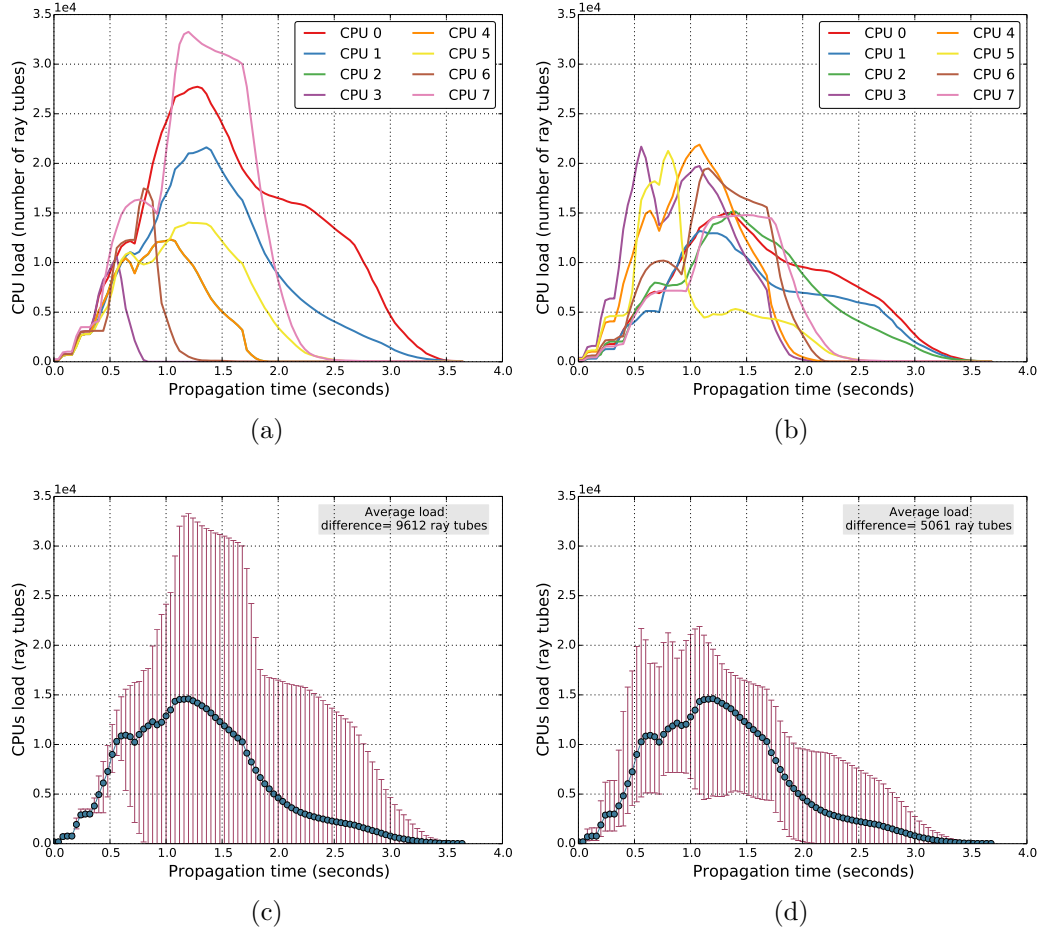 1e4
3.5
3.0
2.5
2.0
1.5
1.0
0.5
0.0
CPU load (number of ray tubes)
CPU 0 CPU 4
CPU 1 CPU 5
CPU 2 CPU 6
CPU 3 CPU 7
0.0 0.5 1.0 1.5 2.0 2.5 3.0 3.5 4.0
Propagation time (seconds)
(a)
1e4
3.5
3.0
2.5
2.0
1.5
1.0
0.5
0.0
CPU load (number of ray tubes)
CPU 0 CPU 4
CPU 1 CPU 5
CPU 2 CPU 6
CPU 3 CPU 7
0.0 0.5 1.0 1.5 2.0 2.5 3.0 3.5 4.0
Propagation time (seconds)
(b)
1e4
3.5
3.0
2.5
2.0
1.5
1.0
0.5
0.0
CPUs load (ray tubes)
Average load
difference= 9612 ray tubes
0.0 0.5 1.0 1.5 2.0 2.5 3.0 3.5 4.0
Propagation time (seconds)
(c)
1e4
3.5
3.0
2.5
2.0
1.5
1.0
0.5
0.0
CPUs load (ray tubes)
Average load
difference= 5061 ray tubes
0.0 0.5 1.0 1.5 2.0 2.5 3.0 3.5 4.0
Propagation time (seconds)
(d)